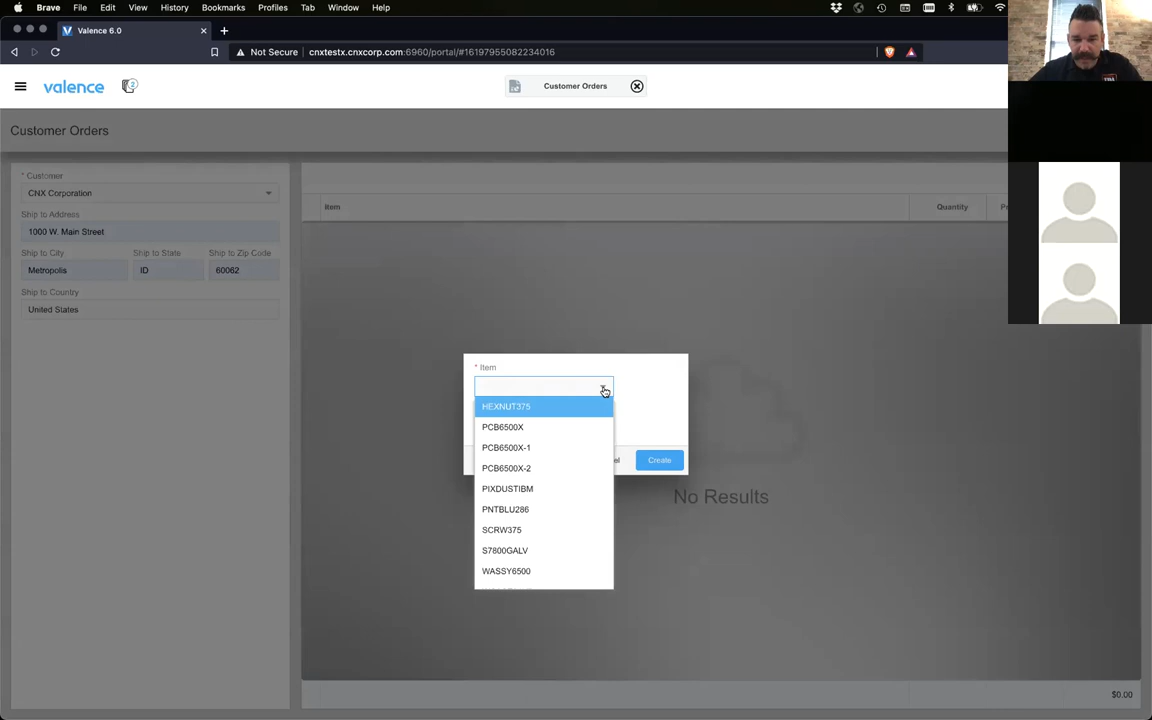 Brave File Edit View History Bookmarks Profiles Tab Window Help
Valence 6.0
Not Secure cnxtestx.cnxcorp.com:6960/portal/#16197955082234016
valence 2 Customer Orders
Customer Orders
* Customer
CNX Corporation
Ship to Address
1000 W. Main Street
Ship to City Ship to State Ship to Zip Code
Metropolis ID 60062
Ship to Country
United States
Item Quantity
* Item
HEXNUT375
PCB6500X
PCB6500X-1
PCB6500X-2
PIXDUSTIBM
PNTBLU286
SCRW375
S7800GALV
WASSY6500
Create
No Results
$0.00